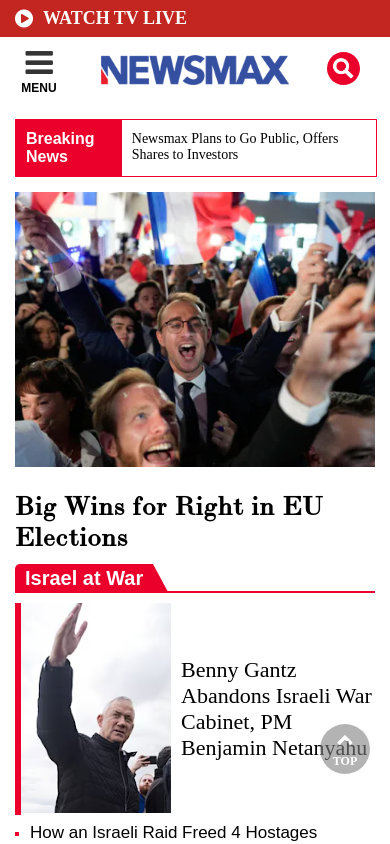 WATCH TV LIVE
MENU
NEWSMAX
Breaking
News
Newsmax Plans to Go Public, Offers
Shares to Investors
Big Wins for Right in EU
Elections
Israel at War
Benny Gantz
Abandons Israeli War
Cabinet, PM
Benjamin Netanyahu
TOP
How an Israeli Raid Freed 4 Hostages